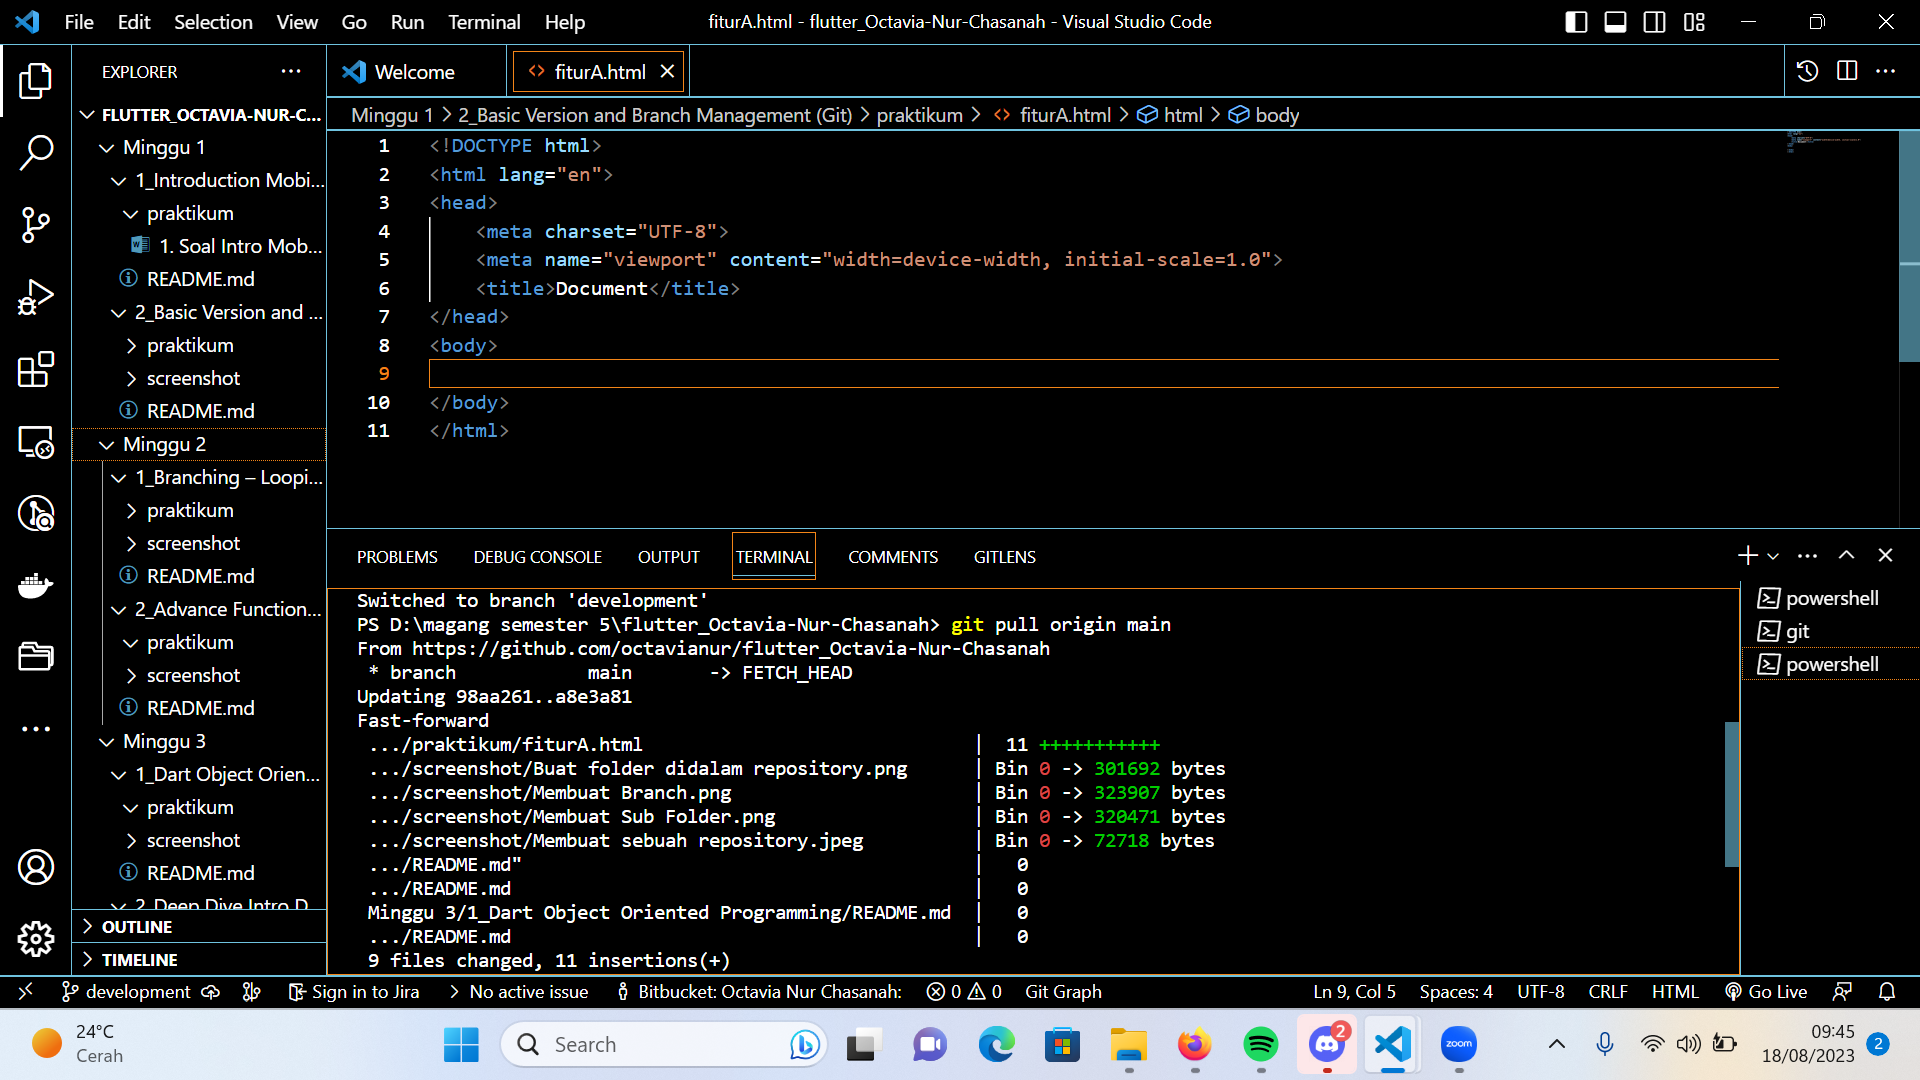 File Edit Selection View Go Run Terminal Help
fiturA.html - flutter_Octavia-Nur-Chasanah - Visual Studio Code
EXPLORER
FLUTTER_OCTAVIA-NUR-C...
Minggu 1
1_Introduction Mobi...
praktikum
1. Soal Intro Mob...
README.md
2_Basic Version and ...
praktikum
screenshot
README.md
Minggu 2
1_Branching – Loopi...
praktikum
screenshot
README.md
2_Advance Function...
praktikum
screenshot
README.md
Minggu 3
1_Dart Object Orien...
praktikum
screenshot
README.md
2_Deep Dive Intro D...
OUTLINE
TIMELINE
Welcome
fiturA.html
Minggu 1 > 2_Basic Version and Branch Management (Git) > praktikum > fiturA.html > html > body
1 <!DOCTYPE html>
2 <html lang="en">
3 <head>
4 <meta charset="UTF-8">
5 <meta name="viewport" content="width=device-width, initial-scale=1.0">
6 <title>Document</title>
7 </head>
8 <body>
9
10 </body>
11 </html>
PROBLEMS DEBUG CONSOLE OUTPUT TERMINAL COMMENTS GITLENS
Switched to branch 'development'
PS D:\magang semester 5\flutter_Octavia-Nur-Chasanah> git pull origin main
From https://github.com/octavianur/flutter_Octavia-Nur-Chasanah
* branch main -> FETCH_HEAD
Updating 98aa261..a8e3a81
Fast-forward
.../praktikum/fiturA.html | 11 +++++++++++
.../screenshot/Buat folder didalam repository.png | Bin 0 -> 301692 bytes
.../screenshot/Membuat Branch.png | Bin 0 -> 323907 bytes
.../screenshot/Membuat Sub Folder.png | Bin 0 -> 320471 bytes
.../screenshot/Membuat sebuah repository.jpeg | Bin 0 -> 72718 bytes
.../README.md" | 0
.../README.md | 0
Minggu 3/1_Dart Object Oriented Programming/README.md | 0
.../README.md | 0
9 files changed, 11 insertions(+)
powershell
git
powershell
development
Sign in to Jira
No active issue
Bitbucket: Octavia Nur Chasanah:
0 0
Git Graph
Ln 9, Col 5
Spaces: 4
UTF-8
CRLF
HTML
Go Live
24°C
Cerah
Search
2
zoom
09:45
18/08/2023
2